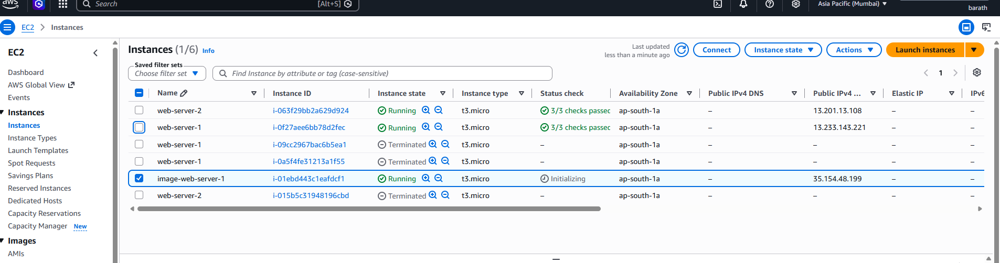 aws
Search [Alt+S] Asia Pacific (Mumbai)
barath
EC2 Instances
EC2
Dashboard
AWS Global View
Events
Instances
Instances
Instance Types
Launch Templates
Spot Requests
Savings Plans
Reserved Instances
Dedicated Hosts
Capacity Reservations
Capacity Manager New
Images
AMIs
Instances (1/6) Info
Last updated
less than a minute ago
Connect Instance state Actions Launch instances
Saved filter sets
Choose filter set Find Instance by attribute or tag (case-sensitive) 1
Name Instance ID Instance state Instance type Status check Availability Zone Public IPv4 DNS Public IPv4 ... Elastic IP IPv6
web-server-2 i-063f29bb2a629d924 Running t3.micro 3/3 checks passed ap-south-1a – 13.201.13.108 – –
web-server-1 i-0f27aee6bb78d2fec Running t3.micro 3/3 checks passed ap-south-1a – 13.233.143.221 – –
web-server-1 i-09cc2967bac6b5ea1 Terminated t3.micro – ap-south-1a – – – –
web-server-1 i-0a5f4fe31213a1f55 Terminated t3.micro – ap-south-1a – – – –
image-web-server-1 i-01ebd443c1eafdcf1 Running t3.micro Initializing ap-south-1a – 35.154.48.199 – –
web-server-2 i-015b5c31948196cbd Terminated t3.micro – ap-south-1a – – – –